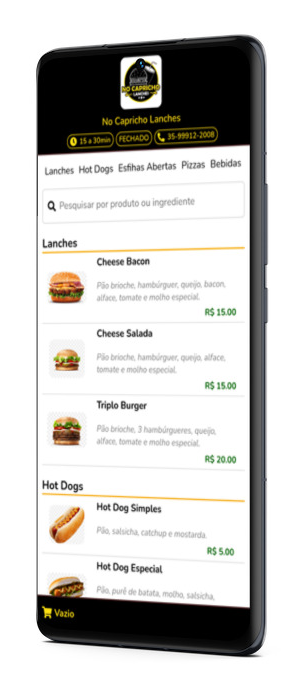 NO CAPRICHO
LANCHES
No Capricho Lanches
15 a 30min FECHADO 35-99912-2008
Lanches Hot Dogs Esfihas Abertas Pizzas Bebidas
Pesquisar por produto ou ingrediente
Lanches
Cheese Bacon
Pão brioche, hambúrguer, queijo, bacon,
alface, tomate e molho especial.
R$ 15.00
Cheese Salada
Pão brioche, hambúrguer, queijo, alface,
tomate e molho especial.
R$ 15.00
Triplo Burger
Pão brioche, 3 hambúrgueres, queijo,
alface, tomate e molho especial.
R$ 20.00
Hot Dogs
Hot Dog Simples
Pão, salsicha, catchup e mostarda.
R$ 5.00
Hot Dog Especial
Pão, purê de batata, molho, salsicha,
Vazio